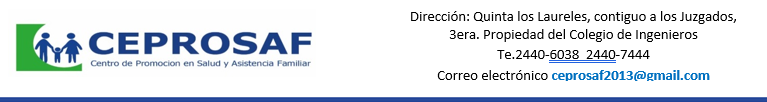 CEPROSAF
Centro de Promocion en Salud y Asistencia Familiar
Dirección: Quinta los Laureles, contiguo a los Juzgados,
3era. Propiedad del Colegio de Ingenieros
Te.2440-6038 2440-7444
Correo electrónico ceprosaf2013@gmail.com